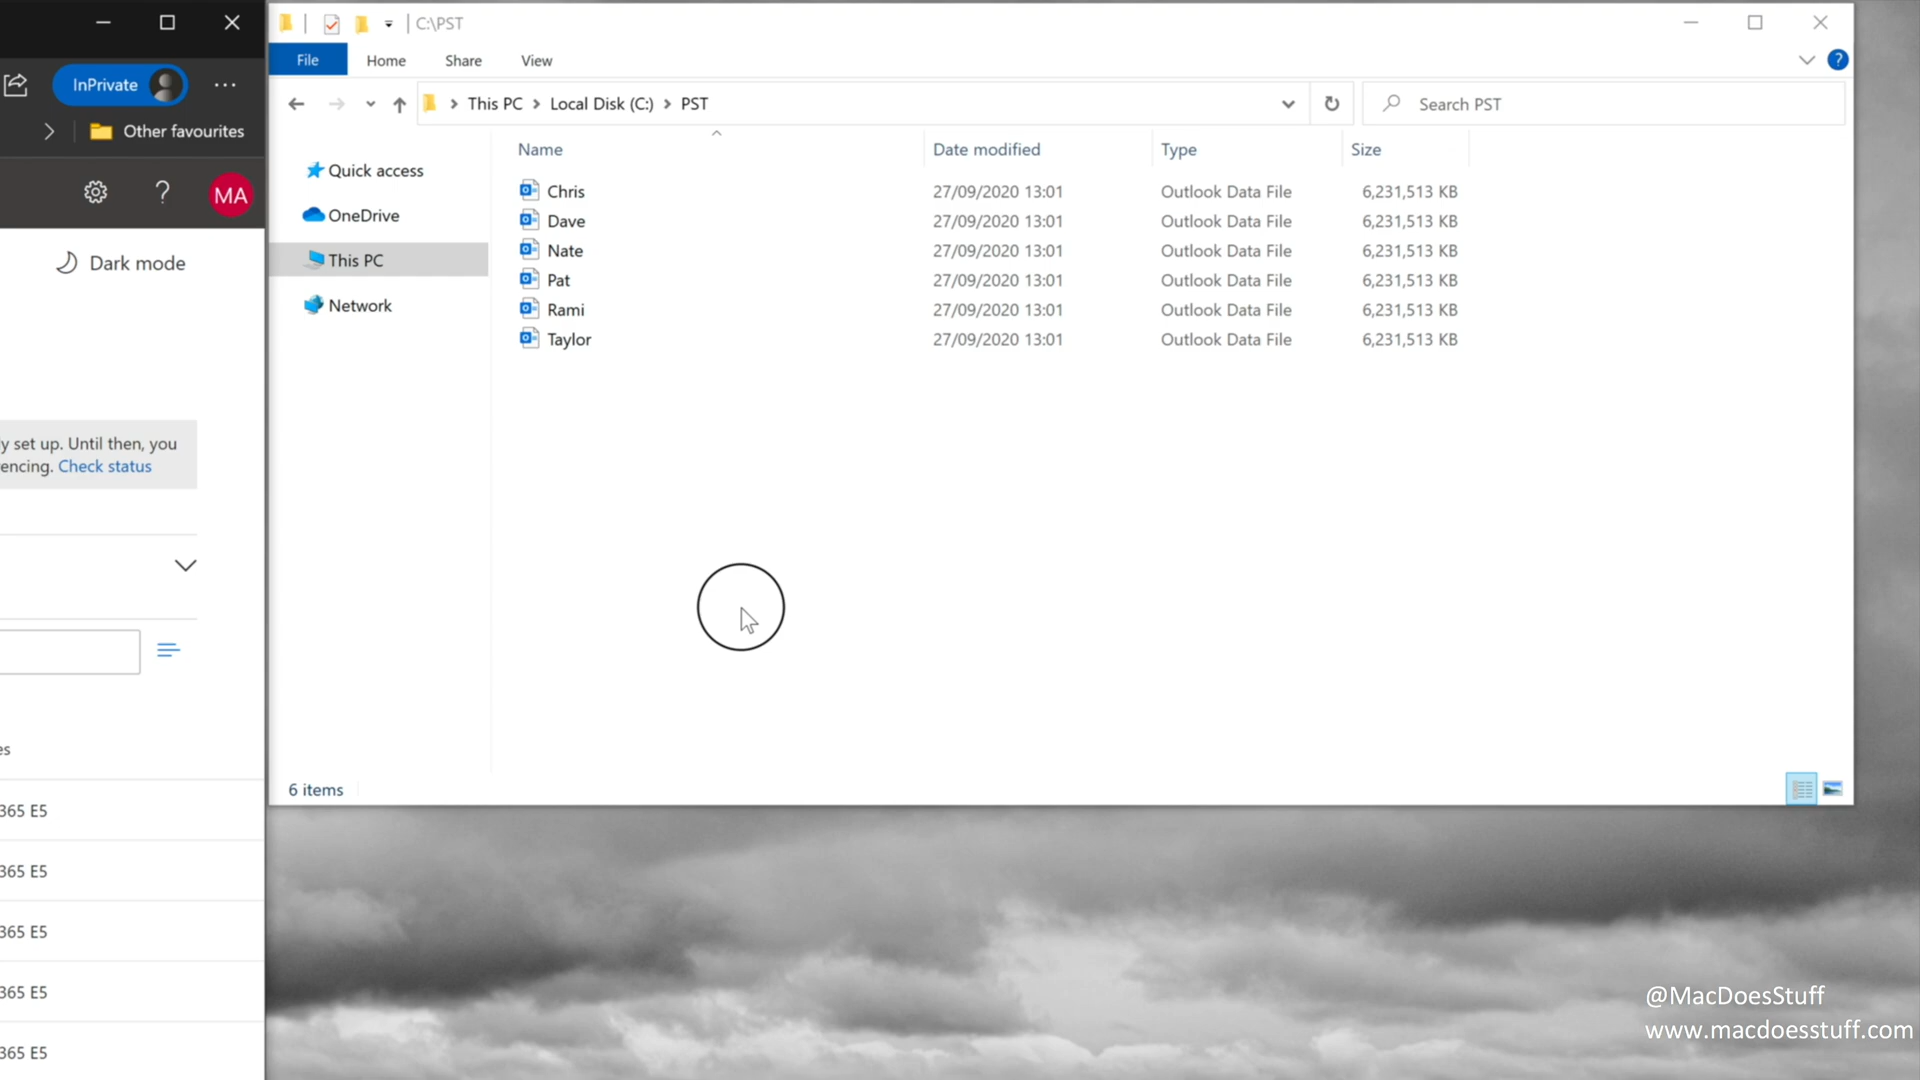 InPrivate
Other favourites
MA
Dark mode
y set up. Until then, you
encing. Check status
es
365 E5
365 E5
365 E5
365 E5
365 E5
C:\PST
File Home Share View
This PC > Local Disk (C:) > PST
Search PST
Quick access
OneDrive
This PC
Network
Name Date modified Type Size
Chris 27/09/2020 13:01 Outlook Data File 6,231,513 KB
Dave 27/09/2020 13:01 Outlook Data File 6,231,513 KB
Nate 27/09/2020 13:01 Outlook Data File 6,231,513 KB
Pat 27/09/2020 13:01 Outlook Data File 6,231,513 KB
Rami 27/09/2020 13:01 Outlook Data File 6,231,513 KB
Taylor 27/09/2020 13:01 Outlook Data File 6,231,513 KB
6 items
@MacDoesStuff
www.macdoesstuff.com